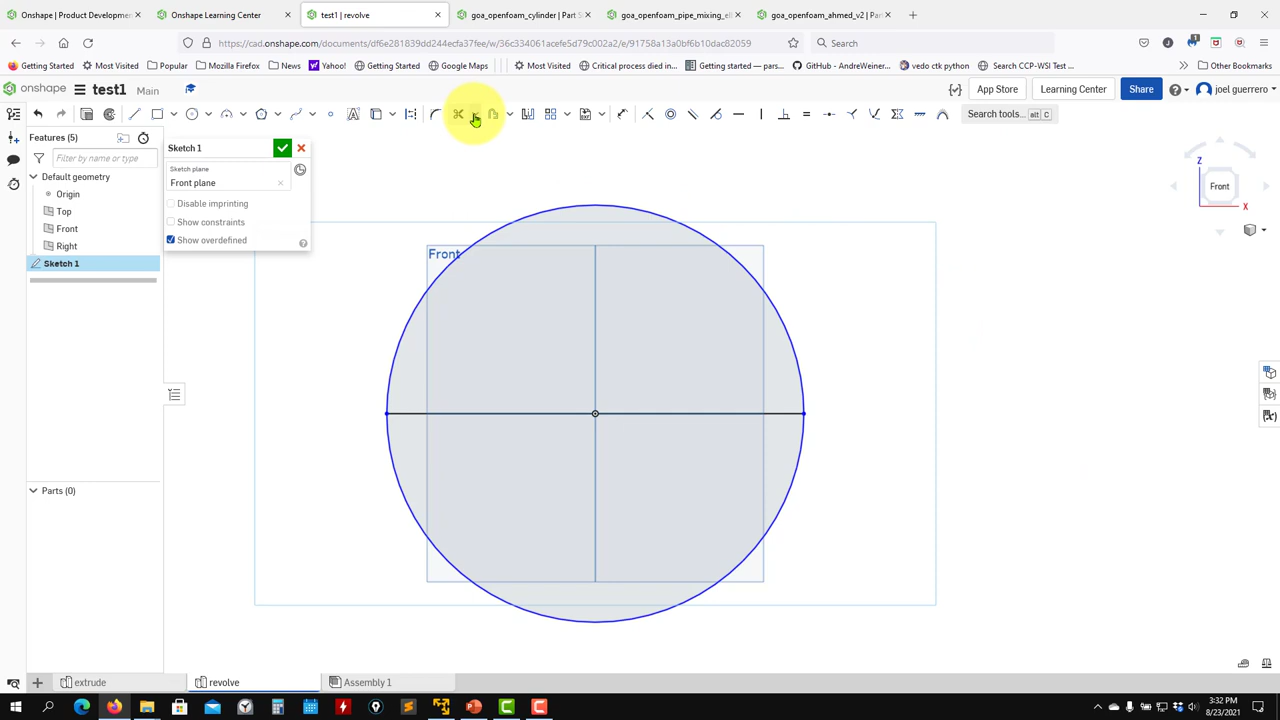 Onshape | Product Developmen
Onshape Learning Center
test1 | revolve
goa_openfoam_cylinder | Part S
goa_openfoam_pipe_mixing_el
goa_openfoam_ahmed_v2 | Part
https://cad.onshape.com/documents/df6e281839dd244ecfa2f7ee/w/36c334061acefe5d79c002a2/e/91758a13a0bf6b10dac82059
Search
Getting Started
Most Visited
Popular
Mozilla Firefox
News
Yahoo!
Getting Started
Google Maps
Most Visited
Critical process died in...
Getting started — pars...
GitHub - AndreWeiner...
vedo ctk python
Search CCP-WSI Test ...
Other Bookmarks
onshape
test1
Main
App Store
Learning Center
Share
joel guerrero
Search tools... alt C
Features (5)
Filter by name or type
Default geometry
Origin
Top
Front
Right
Sketch 1
Sketch 1
Sketch plane
Front plane
Disable imprinting
Show constraints
Show overdefined
Front
Z
Front
X
Parts (0)
extrude
revolve
Assembly 1
3:32 PM
8/23/2021